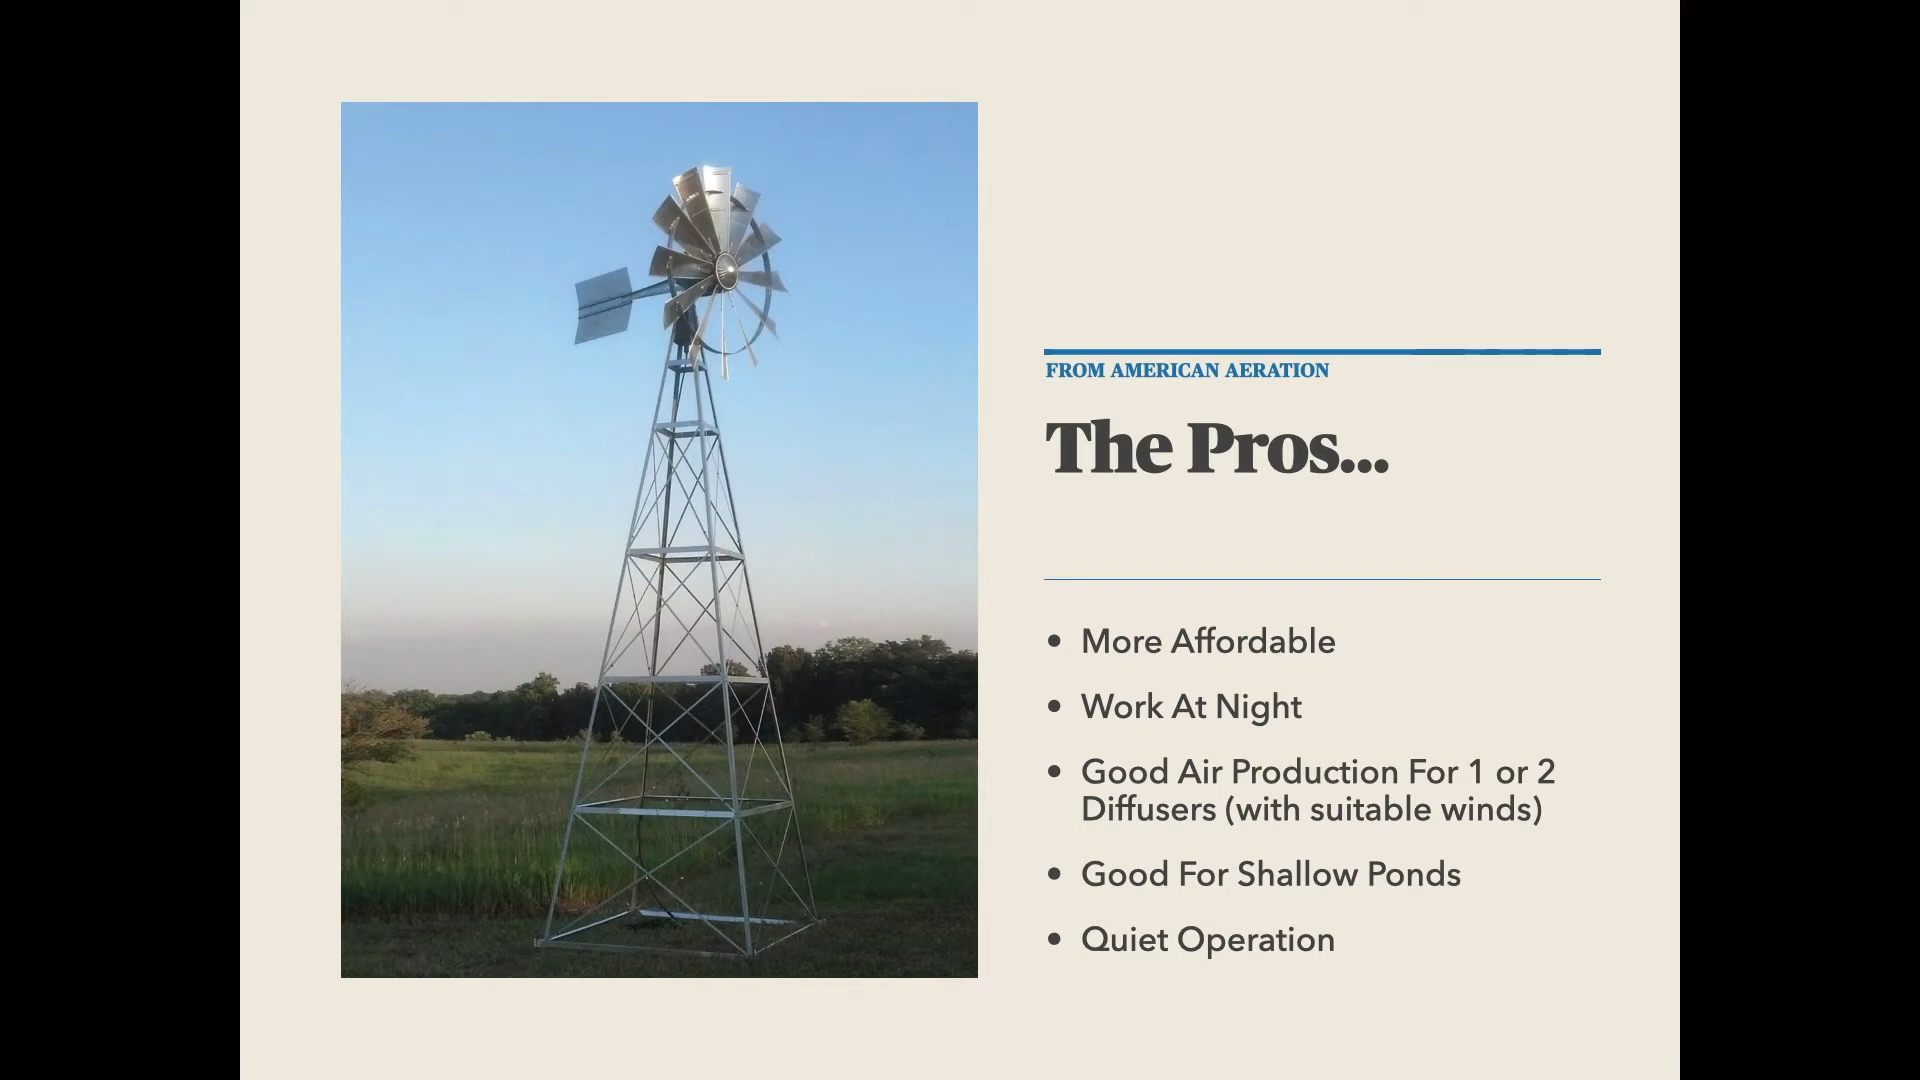 FROM AMERICAN AERATION
The Pros...
• More Affordable
• Work At Night
• Good Air Production For 1 or 2
Diffusers (with suitable winds)
• Good For Shallow Ponds
• Quiet Operation